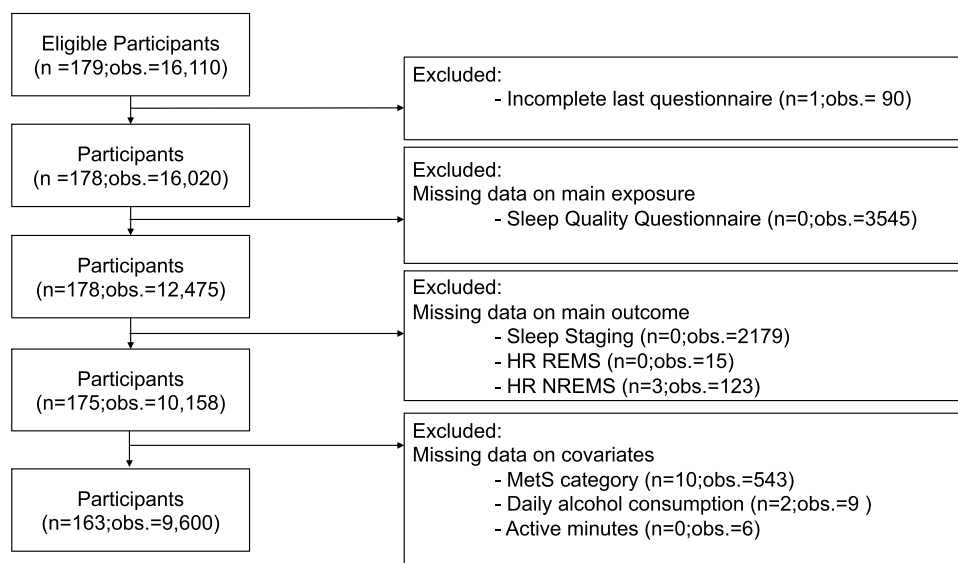 Eligible Participants
(n =179;obs.=16,110)
Excluded:
- Incomplete last questionnaire (n=1;obs.= 90)
Participants
(n =178;obs.=16,020)
Excluded:
Missing data on main exposure
- Sleep Quality Questionnaire (n=0;obs.=3545)
Participants
(n=178;obs.=12,475)
Excluded:
Missing data on main outcome
- Sleep Staging (n=0;obs.=2179)
- HR REMS (n=0;obs.=15)
- HR NREMS (n=3;obs.=123)
Participants
(n=175;obs.=10,158)
Excluded:
Missing data on covariates
- MetS category (n=10;obs.=543)
- Daily alcohol consumption (n=2;obs.=9 )
- Active minutes (n=0;obs.=6)
Participants
(n=163;obs.=9,600)